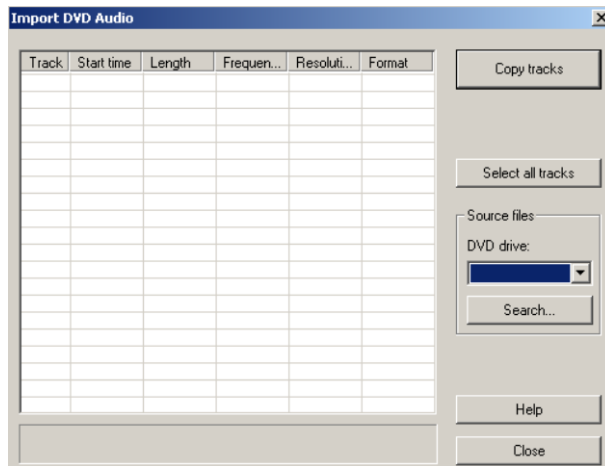 Import DVD Audio
Track Start time Length Frequen... Resoluti... Format
Copy tracks
Select all tracks
Source files
DVD drive:
Search...
Help
Close